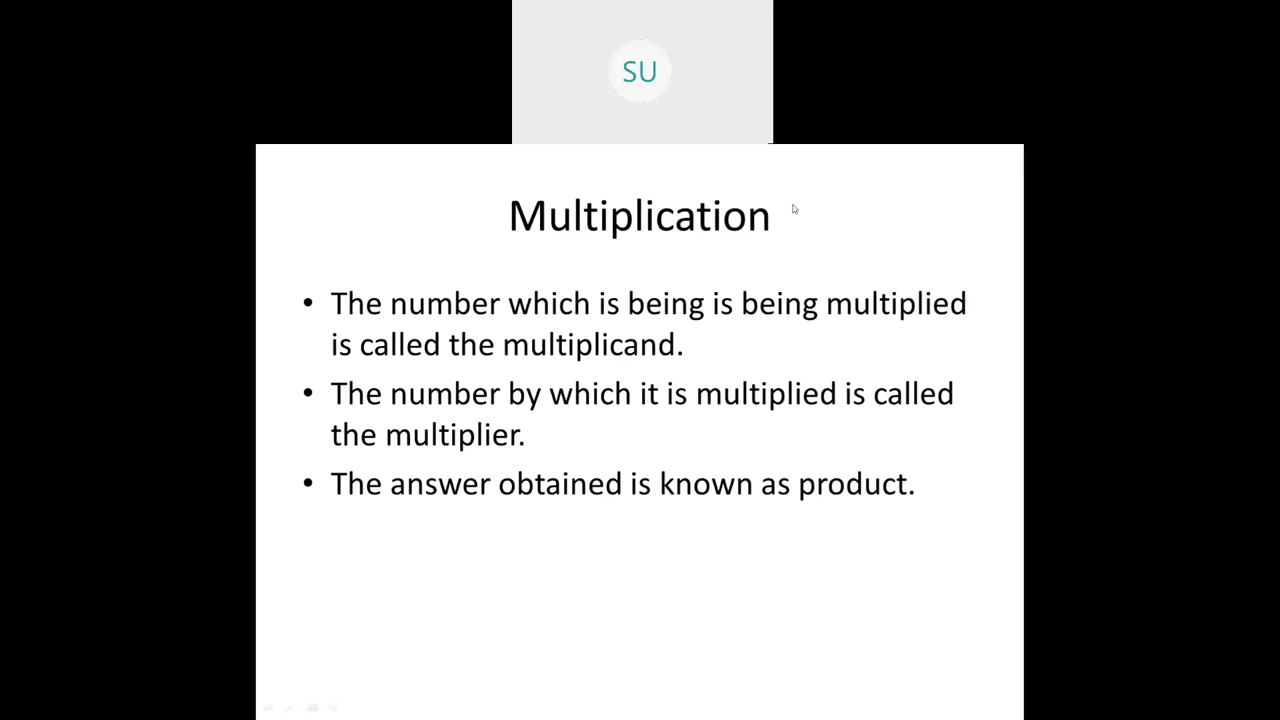 SU
Multiplication
• The number which is being is being multiplied
is called the multiplicand.
• The number by which it is multiplied is called
the multiplier.
• The answer obtained is known as product.